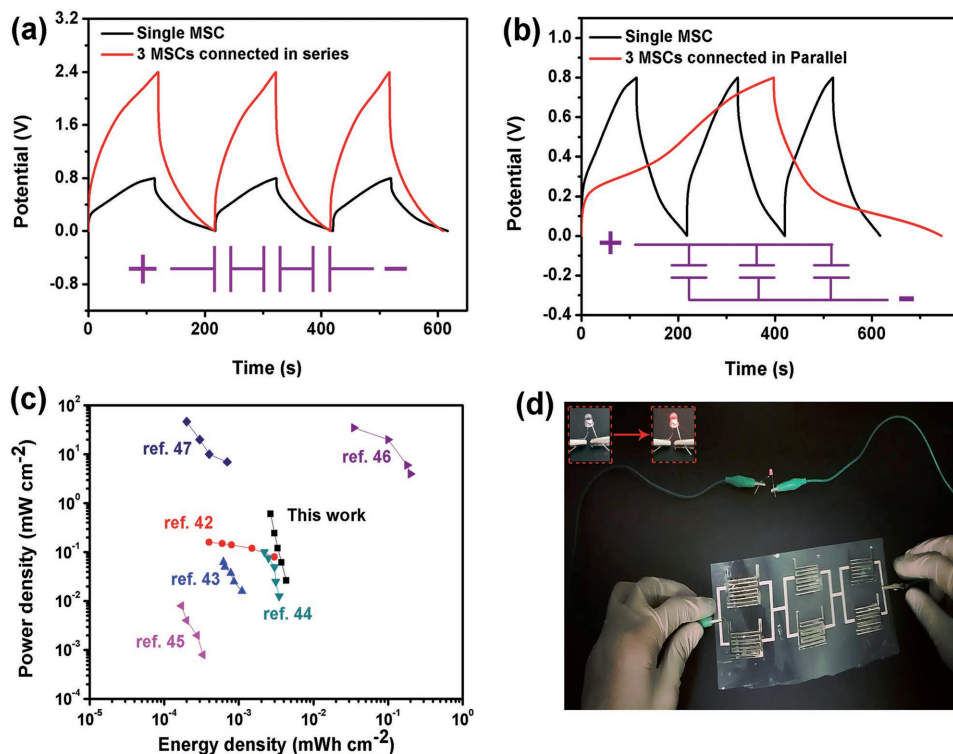 (a)
Single MSC
3 MSCs connected in series
3.2
2.4
1.6
0.8
0.0
-0.8
Potential (V)
+
−
0
200
400
600
Time (s)
(b)
Single MSC
3 MSCs connected in Parallel
1.0
0.8
0.6
0.4
0.2
0.0
-0.2
-0.4
Potential (V)
+
-
0
200
400
600
800
Time (s)
(c)
10²
10¹
10⁰
10⁻¹
10⁻²
10⁻³
10⁻⁴
Power density (mW cm⁻²)
ref. 47
ref. 46
This work
ref. 42
ref. 43
ref. 44
ref. 45
10⁻⁵
10⁻⁴
10⁻³
10⁻²
10⁻¹
10⁰
Energy density (mWh cm⁻²)
(d)